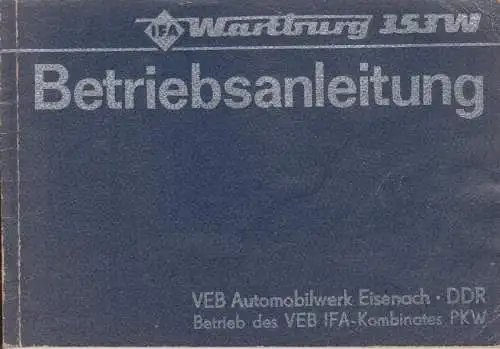 IFA Wartburg 353W
Betriebsanleitung
VEB Automobilwerk Eisenach · DDR
Betrieb des VEB IFA-Kombinates PKW